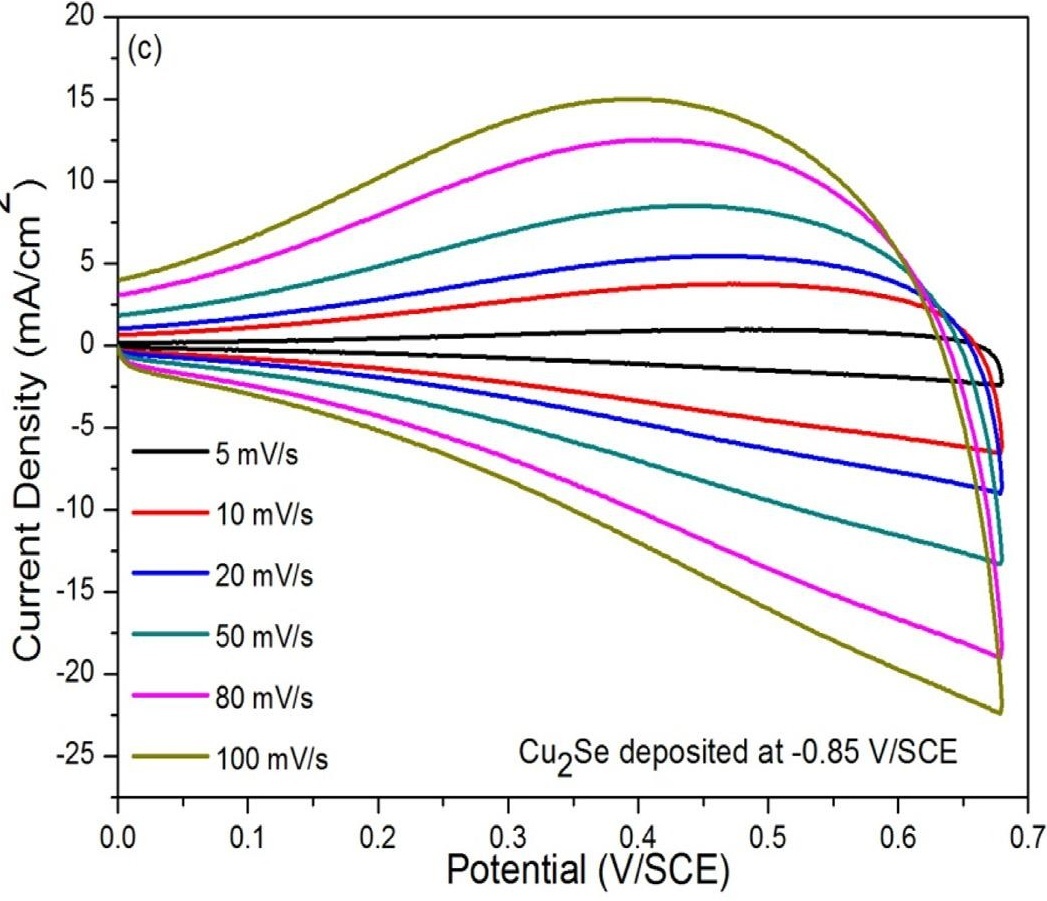 (c)
20
15
10
5
0
-5
-10
-15
-20
-25
Current Density (mA/cm²)
5 mV/s
10 mV/s
20 mV/s
50 mV/s
80 mV/s
100 mV/s
Cu₂Se deposited at -0.85 V/SCE
0.0 0.1 0.2 0.3 0.4 0.5 0.6 0.7
Potential (V/SCE)